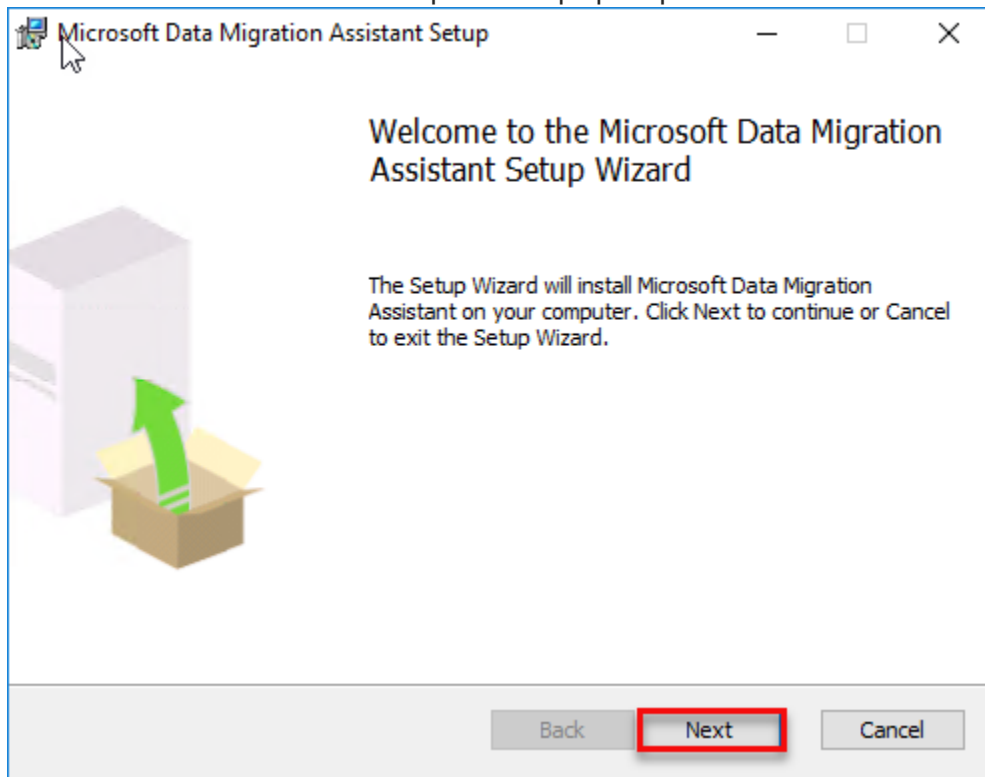 Microsoft Data Migration Assistant Setup
Welcome to the Microsoft Data Migration
Assistant Setup Wizard
The Setup Wizard will install Microsoft Data Migration
Assistant on your computer. Click Next to continue or Cancel
to exit the Setup Wizard.
Back Next Cancel